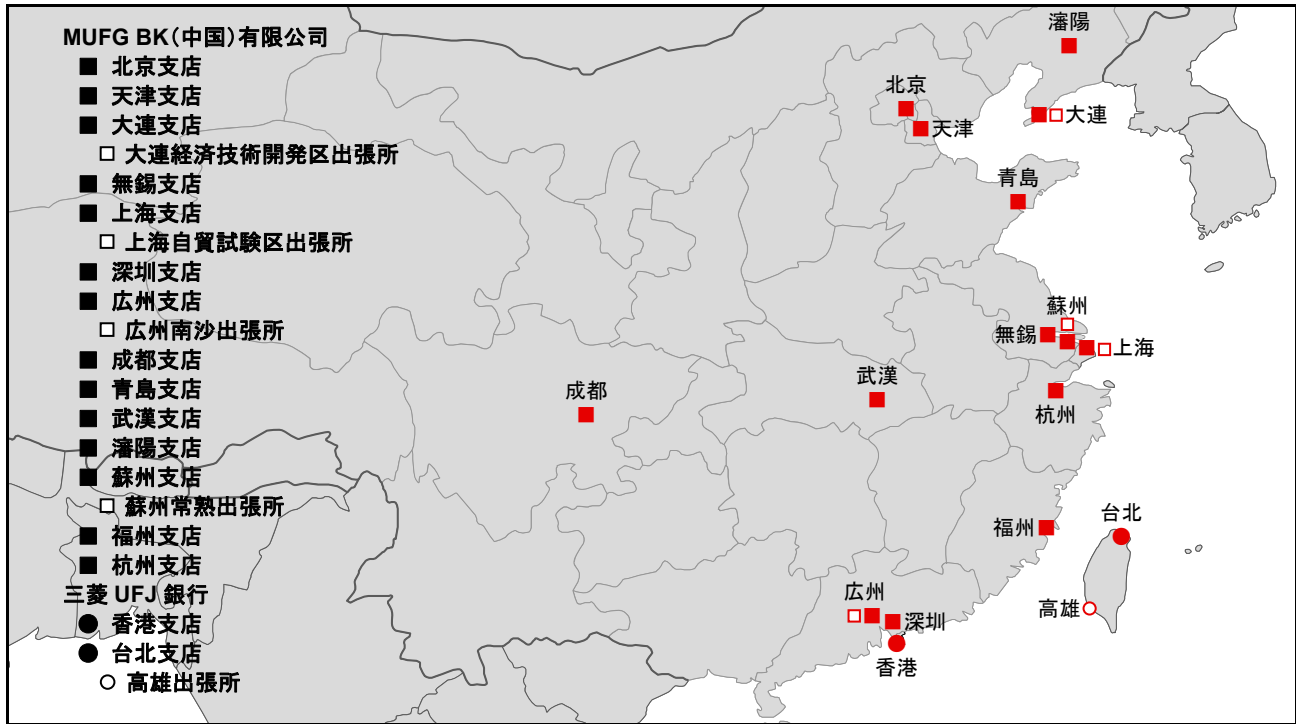 MUFG BK(中国)有限公司
■ 北京支店
■ 天津支店
■ 大連支店
□ 大連経済技術開発区出張所
■ 無錫支店
■ 上海支店
□ 上海自貿試験区出張所
■ 深圳支店
■ 広州支店
□ 広州南沙出張所
■ 成都支店
■ 青島支店
■ 武漢支店
■ 瀋陽支店
■ 蘇州支店
□ 蘇州常熟出張所
■ 福州支店
■ 杭州支店
三菱 UFJ 銀行
● 香港支店
● 台北支店
○ 高雄出張所
瀋陽
北京
大連
天津
青島
蘇州
無錫
上海
成都
武漢
杭州
福州
台北
広州
高雄
深圳
香港